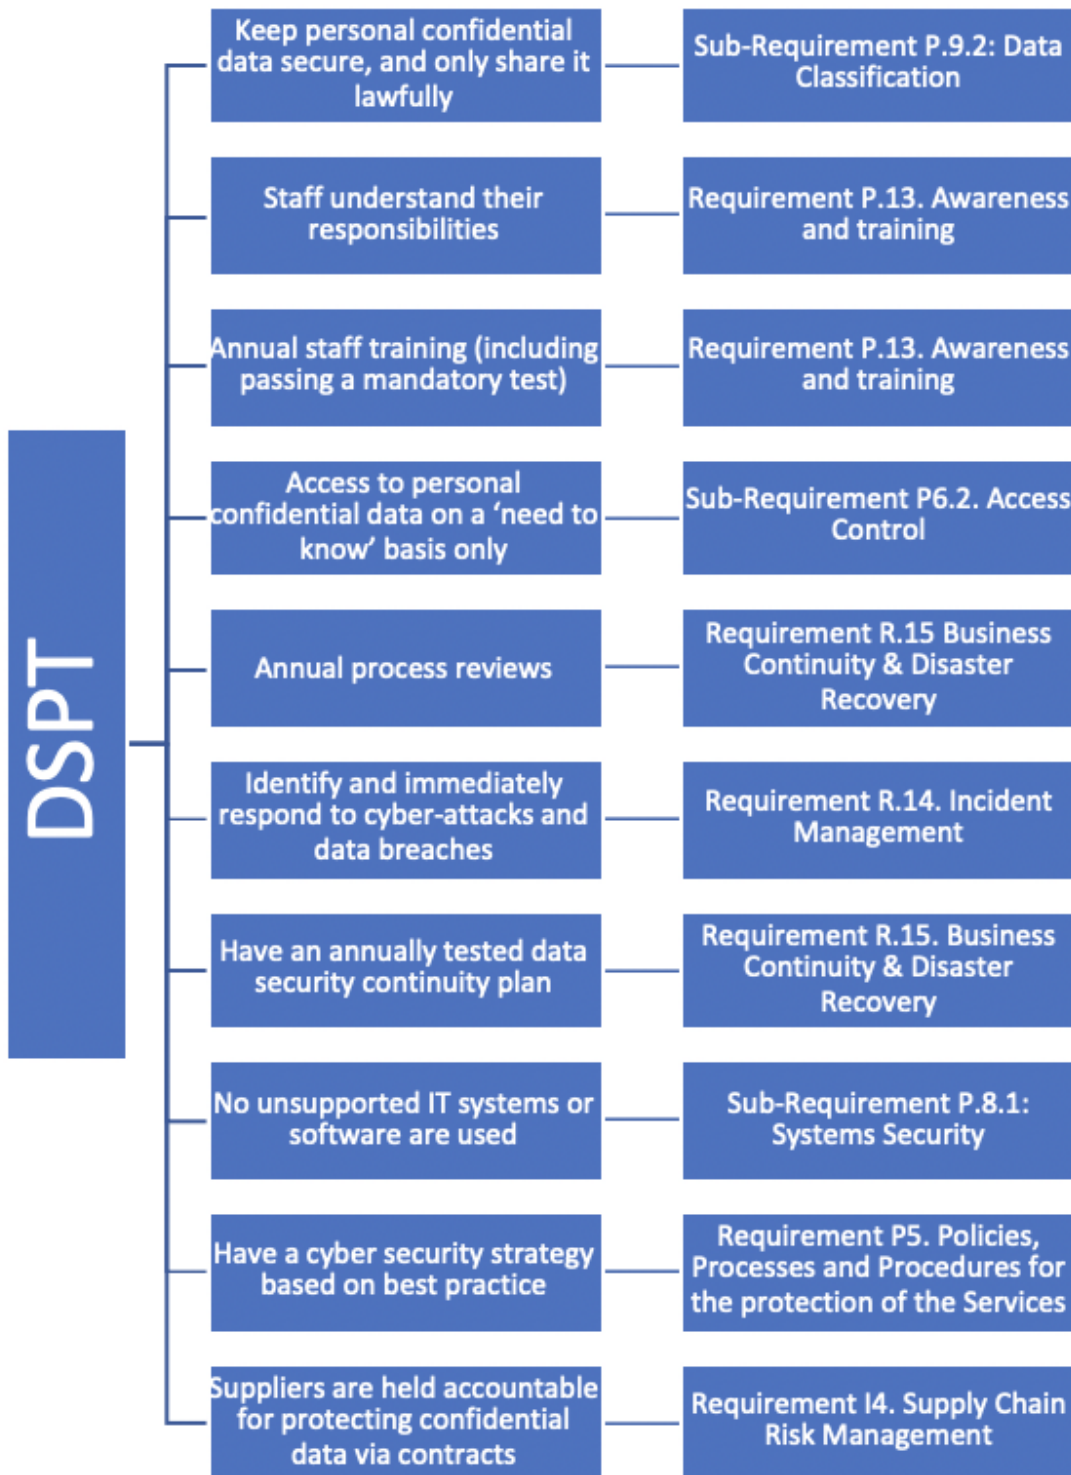 DSPT
Keep personal confidential
data secure, and only share it
lawfully
Sub-Requirement P.9.2: Data
Classification
Staff understand their
responsibilities
Requirement P.13. Awareness
and training
Annual staff training (including
passing a mandatory test)
Requirement P.13. Awareness
and training
Access to personal
confidential data on a ‘need to
know’ basis only
Sub-Requirement P6.2. Access
Control
Annual process reviews
Requirement R.15 Business
Continuity & Disaster
Recovery
Identify and immediately
respond to cyber-attacks and
data breaches
Requirement R.14. Incident
Management
Have an annually tested data
security continuity plan
Requirement R.15. Business
Continuity & Disaster
Recovery
No unsupported IT systems or
software are used
Sub-Requirement P.8.1:
Systems Security
Have a cyber security strategy
based on best practice
Requirement P5. Policies,
Processes and Procedures for
the protection of the Services
Suppliers are held accountable
for protecting confidential
data via contracts
Requirement I4. Supply Chain
Risk Management